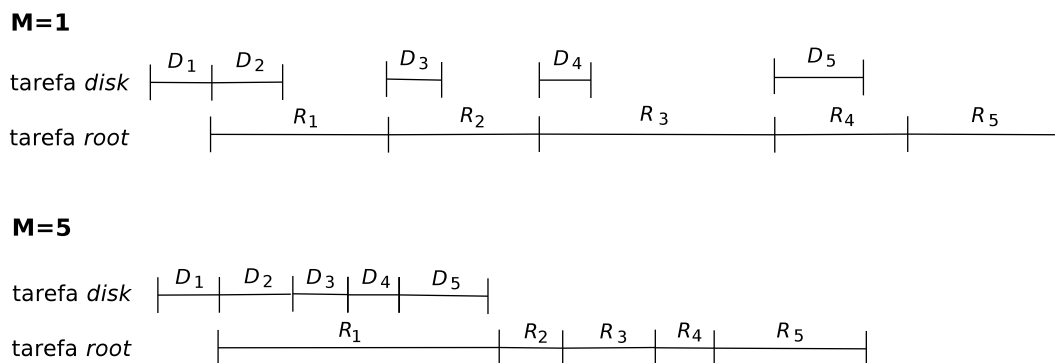 M=1
D1 D2 D3 D4 D5
tarefa disk
R1 R2 R3 R4 R5
tarefa root
M=5
D1 D2 D3 D4 D5
tarefa disk
R1 R2 R3 R4 R5
tarefa root